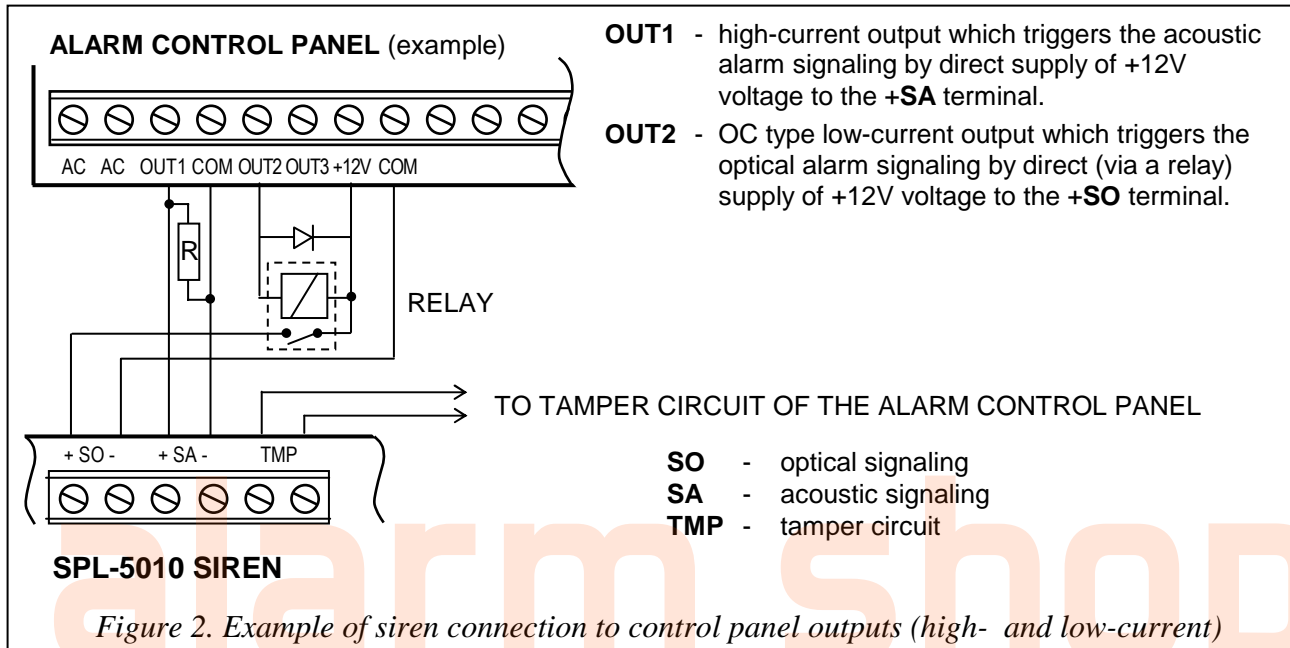 ALARM CONTROL PANEL (example)
AC AC OUT1 COM OUT2 OUT3 +12V COM
R
RELAY
OUT1 - high-current output which triggers the acoustic
alarm signaling by direct supply of +12V
voltage to the +SA terminal.
OUT2 - OC type low-current output which triggers the
optical alarm signaling by direct (via a relay)
supply of +12V voltage to the +SO terminal.
TO TAMPER CIRCUIT OF THE ALARM CONTROL PANEL
+ SO - + SA - TMP
SO - optical signaling
SA - acoustic signaling
TMP - tamper circuit
SPL-5010 SIREN
alarm shop
Figure 2. Example of siren connection to control panel outputs (high- and low-current)